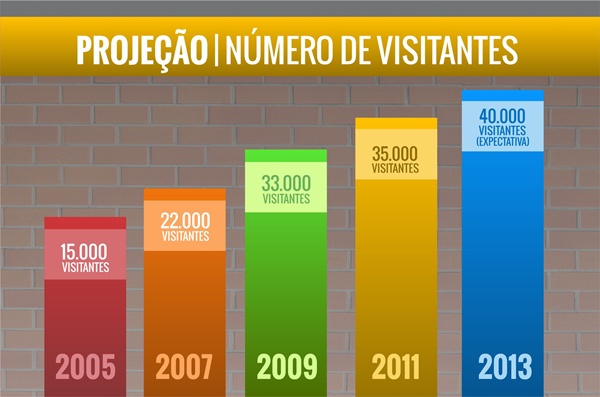 PROJEÇÃO | NÚMERO DE VISITANTES
15.000
VISITANTES
2005
22.000
VISITANTES
2007
33.000
VISITANTES
2009
35.000
VISITANTES
2011
40.000
VISITANTES
(EXPECTATIVA)
2013